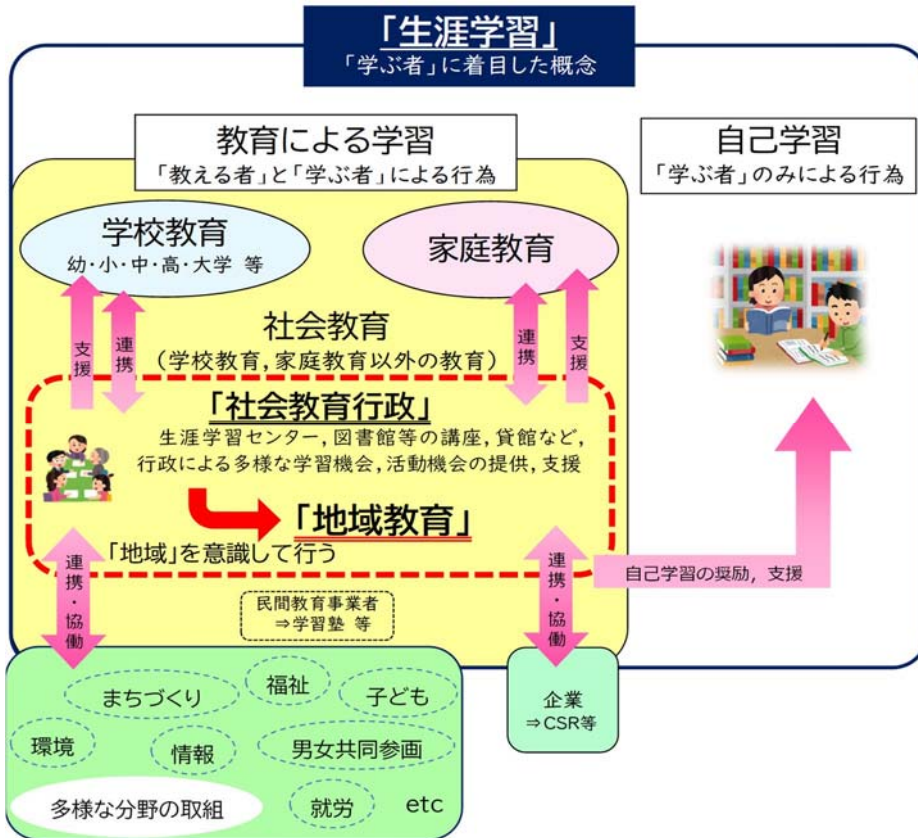 「生涯学習」
「学ぶ者」に着目した概念
教育による学習
「教える者」と「学ぶ者」による行為
自己学習
「学ぶ者」のみによる行為
学校教育
幼・小・中・高・大学 等
家庭教育
支援
連携
連携
支援
社会教育
(学校教育,家庭教育以外の教育)
「社会教育行政」
生涯学習センター,図書館等の講座,貸館など,
行政による多様な学習機会,活動機会の提供,支援
「地域教育」
「地域」を意識して行う
連携・協働
連携・協働
自己学習の奨励,支援
民間教育事業者
⇒学習塾 等
まちづくり
福祉
子ども
環境
情報
男女共同参画
多様な分野の取組
就労
etc
企業
⇒CSR等